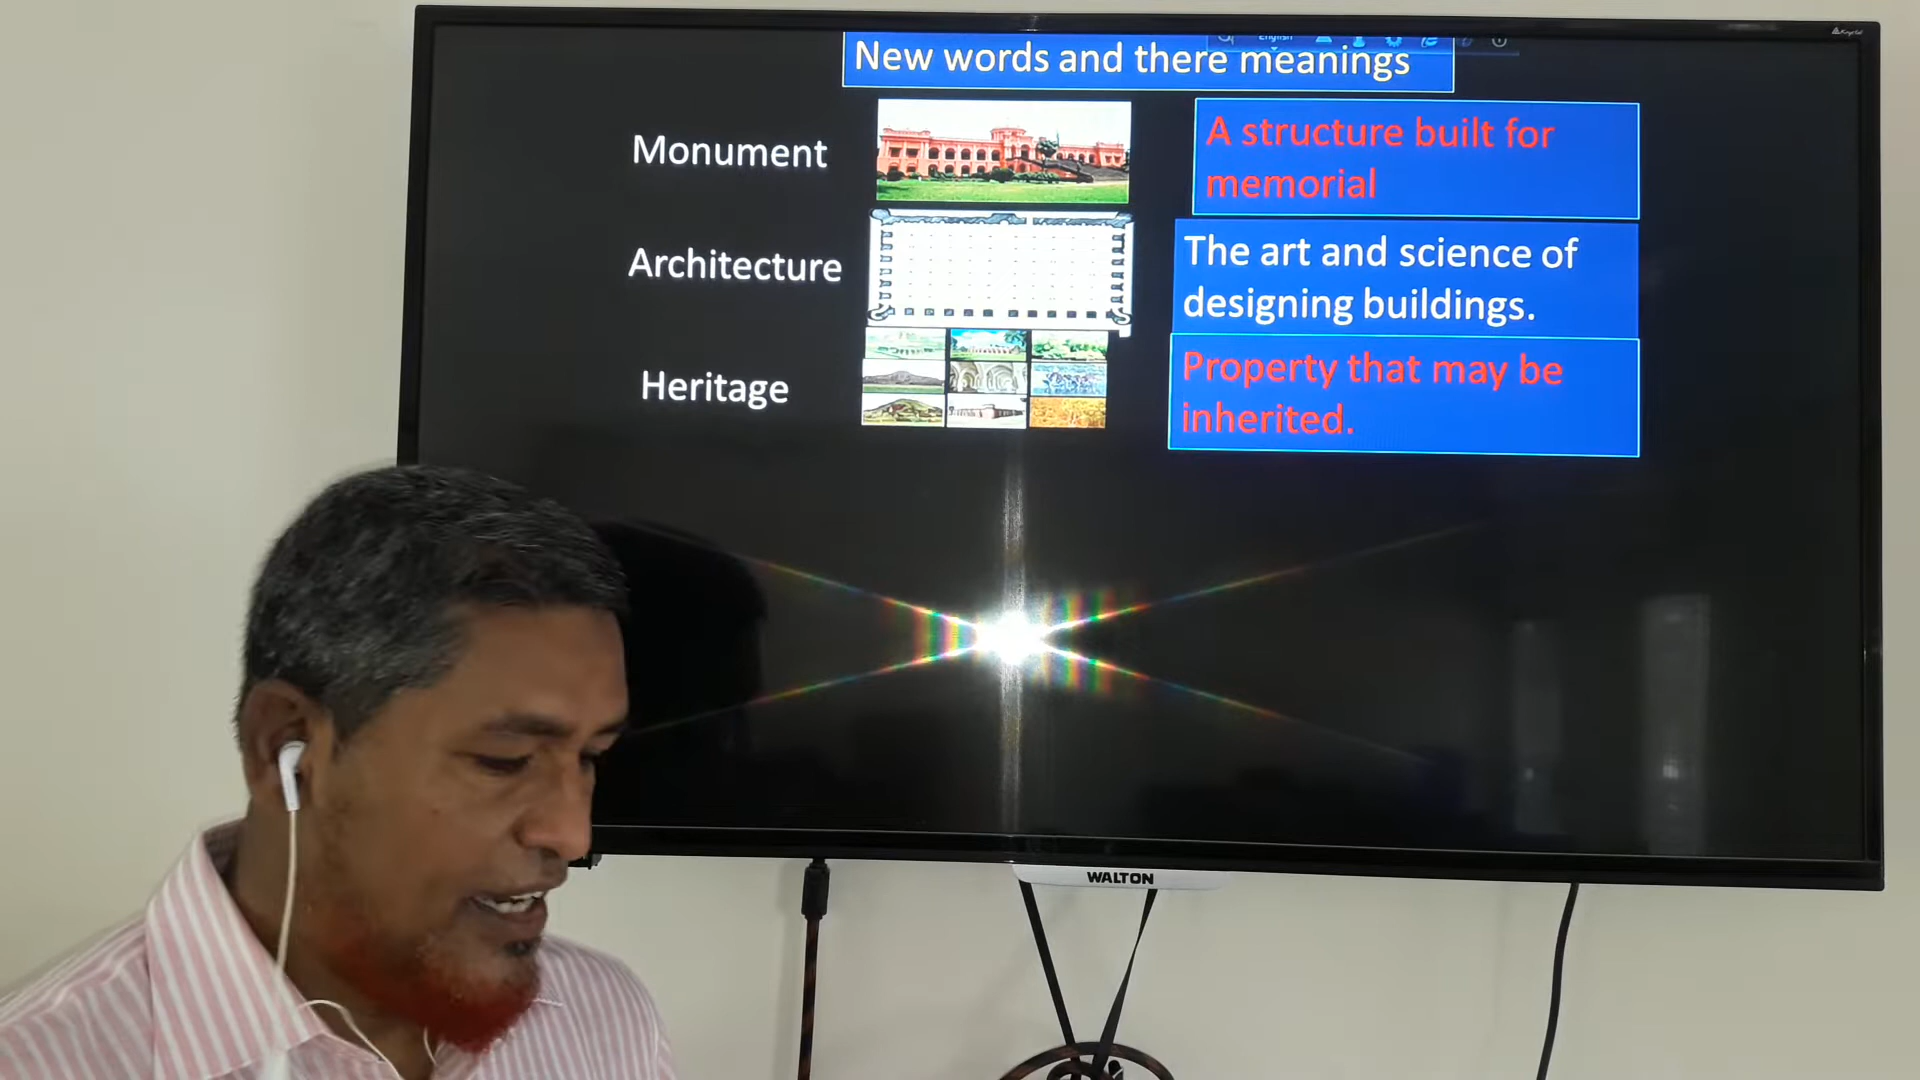 English
New words and there meanings
Monument
A structure built for
memorial
Architecture
The art and science of
designing buildings.
Heritage
Property that may be
inherited.
WALTON